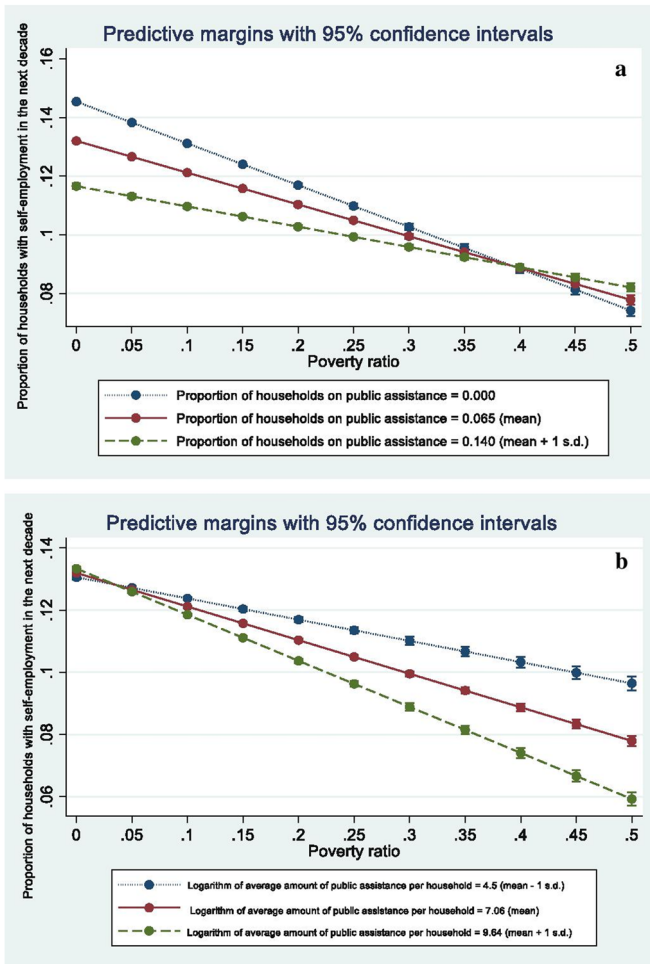 Predictive margins with 95% confidence intervals
a
Proportion of households with self-employment in the next decade
.16
.14
.12
.1
.08
0 .05 .1 .15 .2 .25 .3 .35 .4 .45 .5
Poverty ratio
Proportion of households on public assistance = 0.000
Proportion of households on public assistance = 0.065 (mean)
Proportion of households on public assistance = 0.140 (mean + 1 s.d.)
Predictive margins with 95% confidence intervals
b
Proportion of households with self-employment in the next decade
.14
.12
.1
.08
.06
0 .05 .1 .15 .2 .25 .3 .35 .4 .45 .5
Poverty ratio
Logarithm of average amount of public assistance per household = 4.5 (mean - 1 s.d.)
Logarithm of average amount of public assistance per household = 7.06 (mean)
Logarithm of average amount of public assistance per household = 9.64 (mean + 1 s.d.)